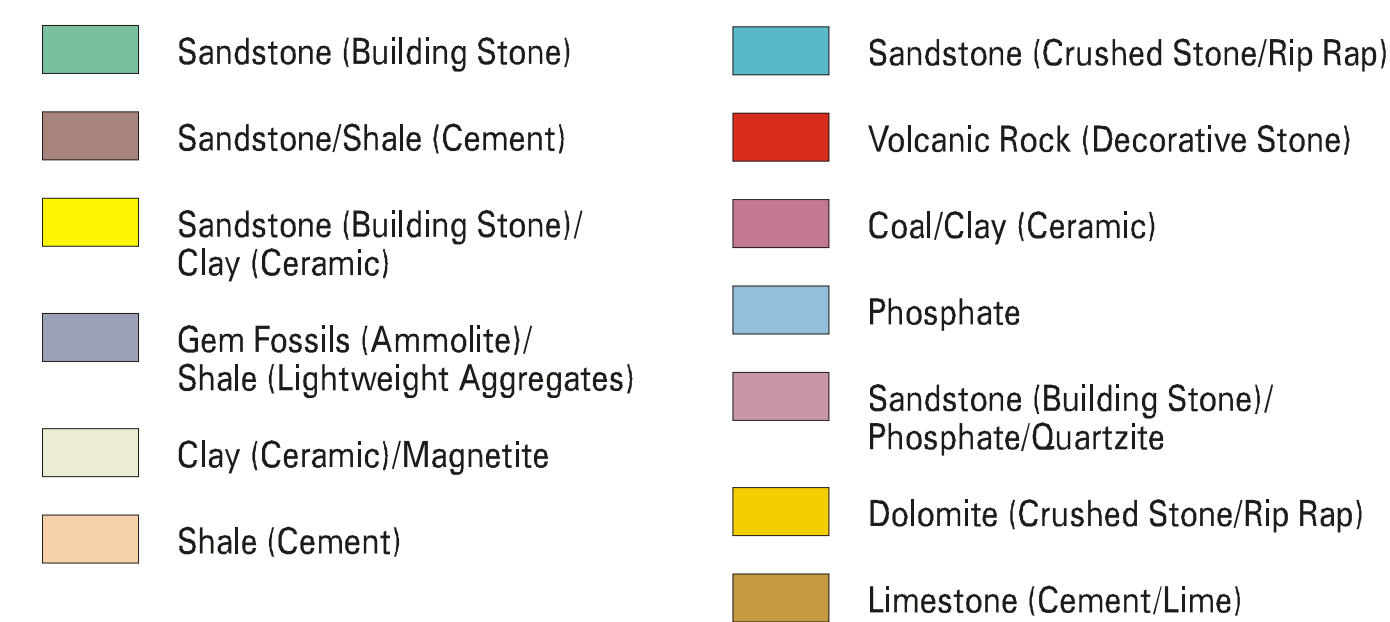 Sandstone (Building Stone)
Sandstone/Shale (Cement)
Sandstone (Building Stone)/
Clay (Ceramic)
Gem Fossils (Ammolite)/
Shale (Lightweight Aggregates)
Clay (Ceramic)/Magnetite
Shale (Cement)
Sandstone (Crushed Stone/Rip Rap)
Volcanic Rock (Decorative Stone)
Coal/Clay (Ceramic)
Phosphate
Sandstone (Building Stone)/
Phosphate/Quartzite
Dolomite (Crushed Stone/Rip Rap)
Limestone (Cement/Lime)